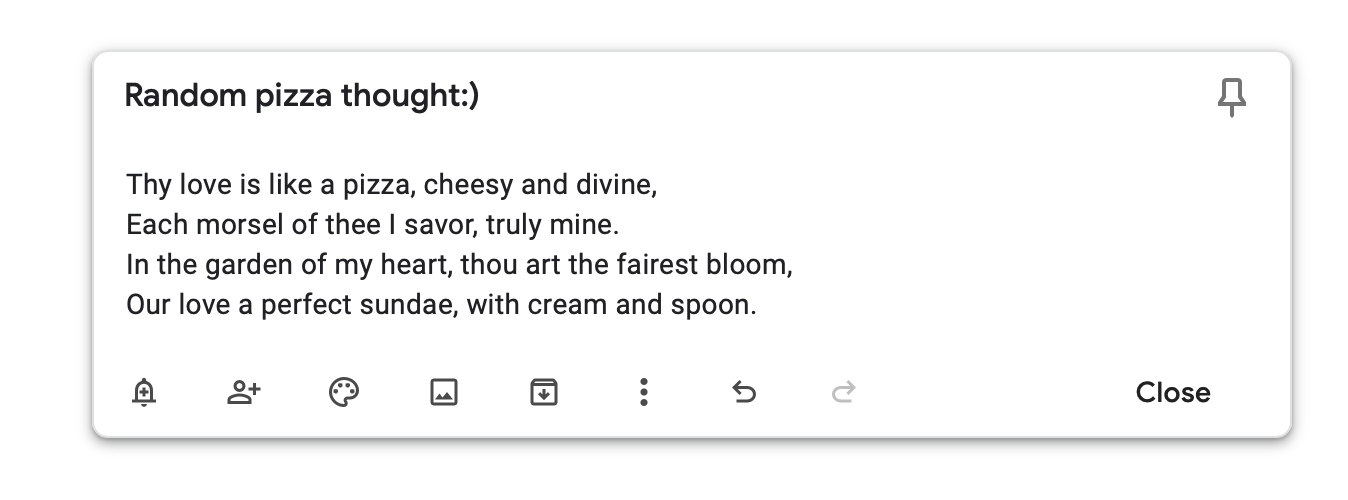 Random pizza thought:)
Thy love is like a pizza, cheesy and divine,
Each morsel of thee I savor, truly mine.
In the garden of my heart, thou art the fairest bloom,
Our love a perfect sundae, with cream and spoon.
Close